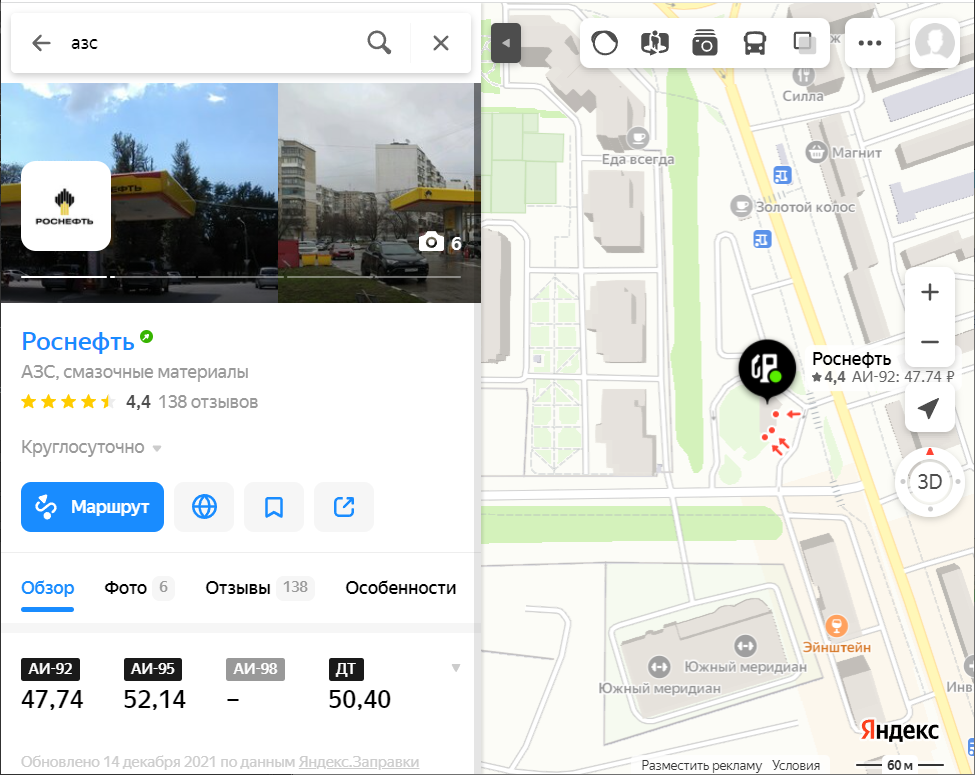 азс
НЕФТЬ
РОСНЕФТЬ
6
Роснефть
АЗС, смазочные материалы
4,4 138 отзывов
Круглосуточно
Маршрут
Обзор Фото 6 Отзывы 138 Особенности
АИ-92 АИ-95 АИ-98 ДТ
47,74 52,14 – 50,40
Обновлено 14 декабря 2021 по данным Яндекс.Заправки
Силла
Еда всегда
Магнит
Золотой колос
Роснефть
4,4 АИ-92: 47.74 ₽
3D
Эйнштейн
Южный меридиан
Южный меридиан
Инв
Яндекс
Разместить рекламу Условия 60 м